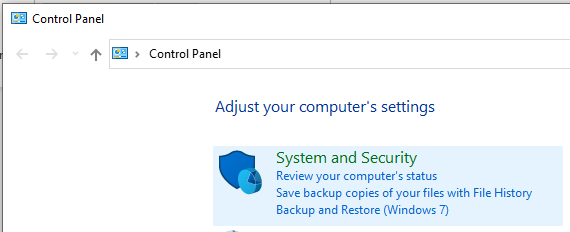 Control Panel
Control Panel
Adjust your computer's settings
System and Security
Review your computer's status
Save backup copies of your files with File History
Backup and Restore (Windows 7)